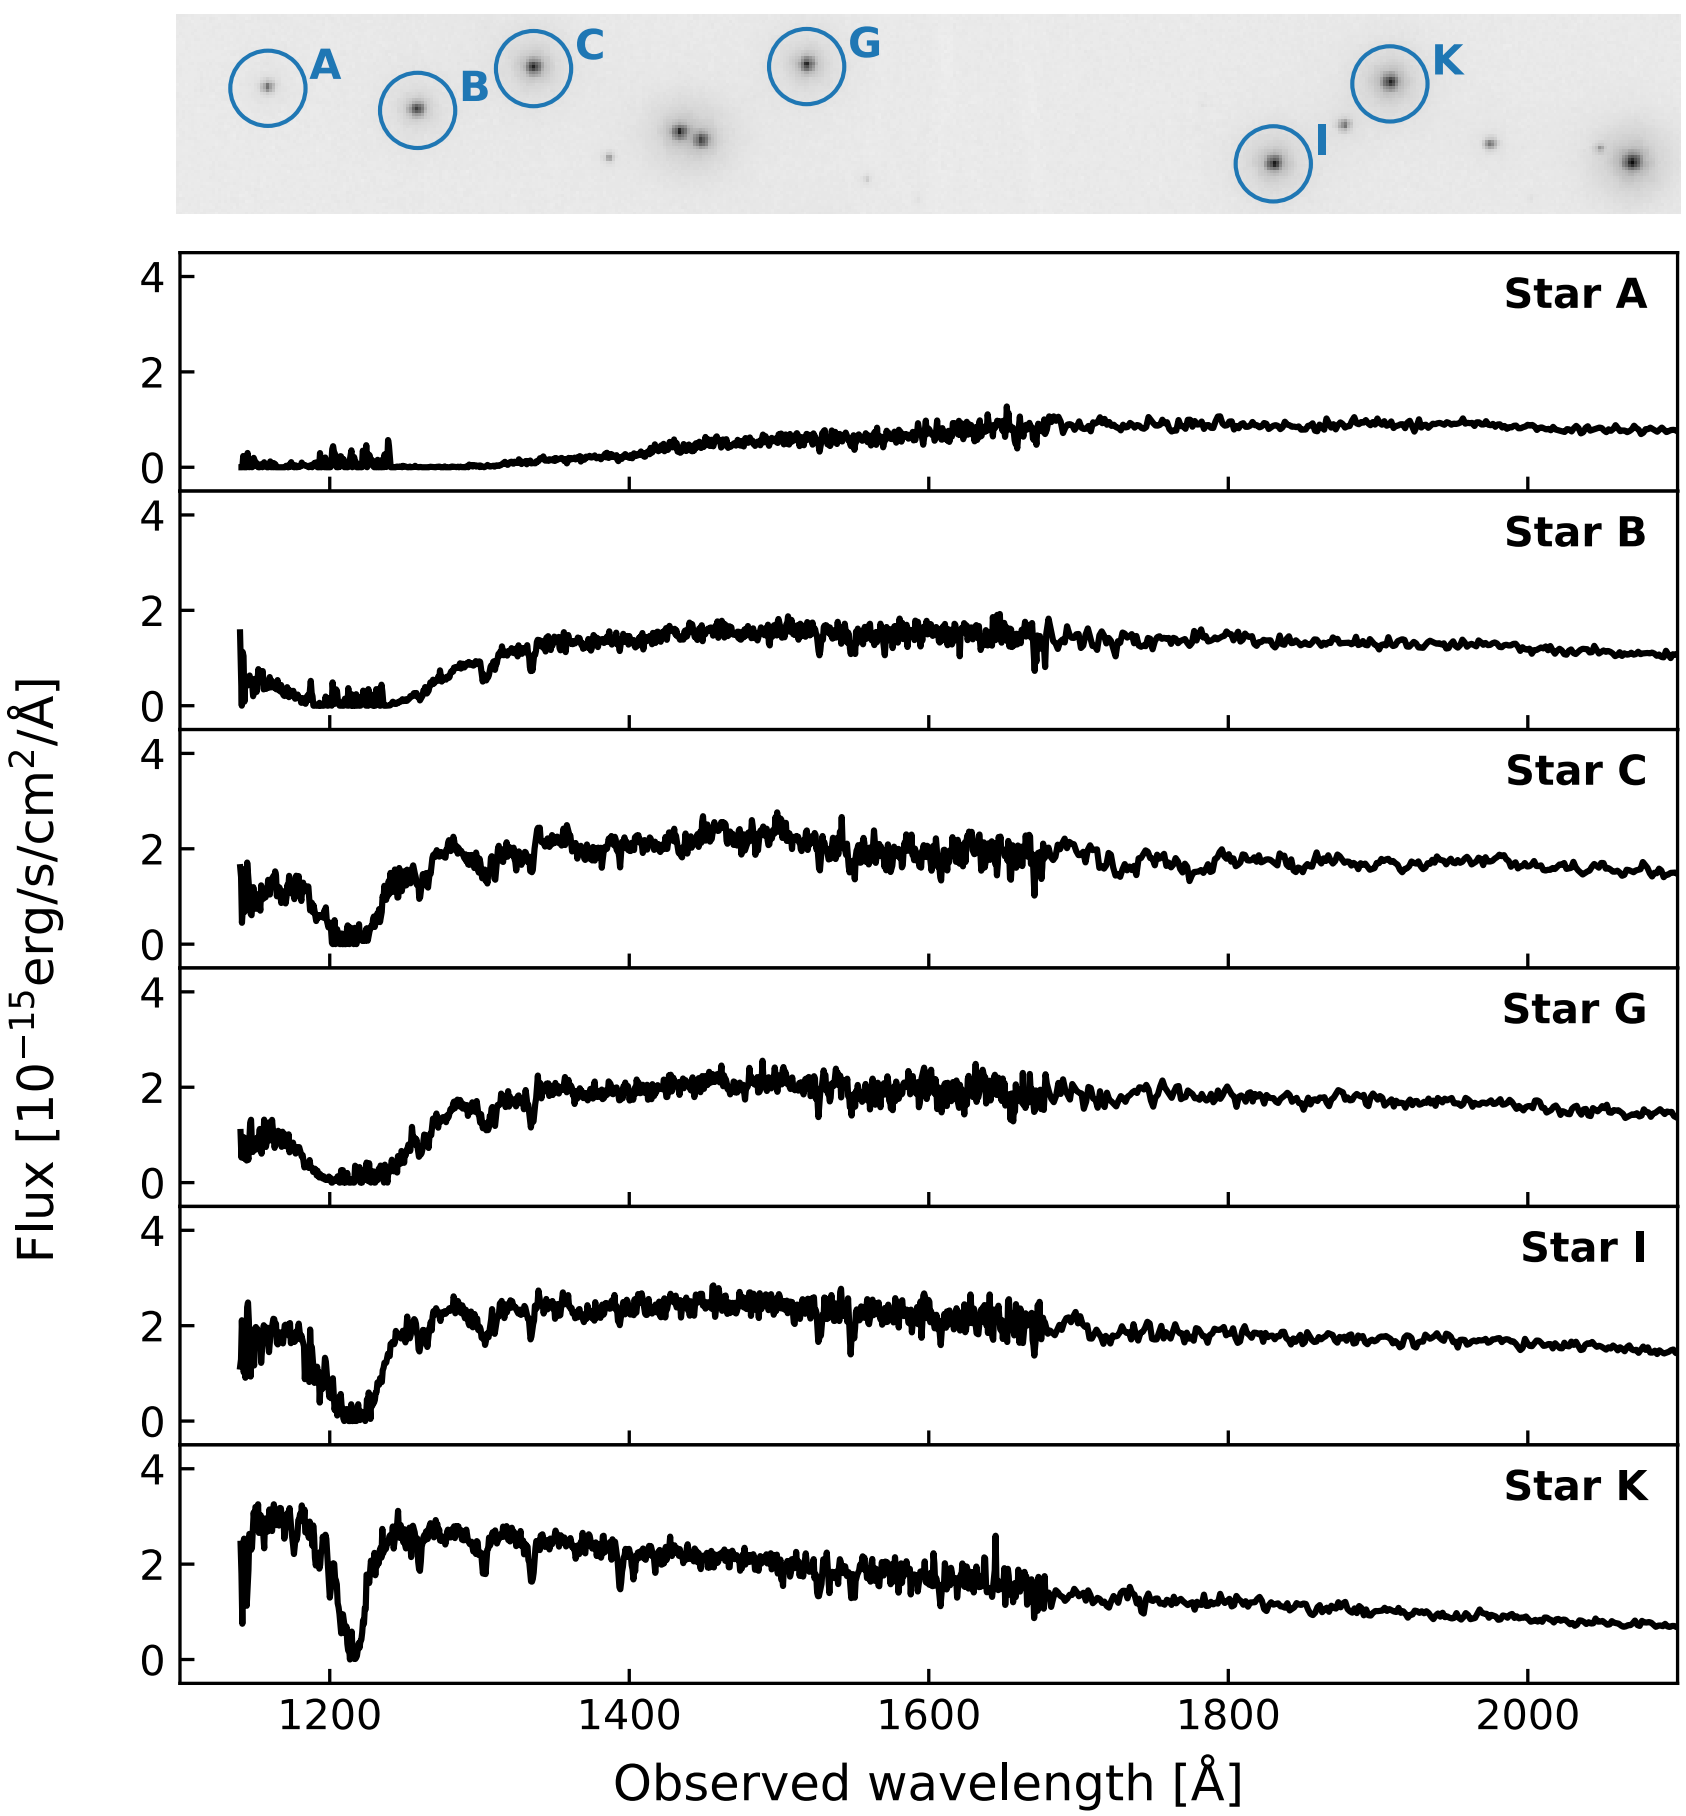 A
B
C
G
I
K
4
2
0
Star A
4
2
0
Star B
4
2
0
Star C
4
2
0
Star G
4
2
0
Star I
4
2
0
Star K
1200 1400 1600 1800 2000
Observed wavelength [Å]
Flux [10⁻¹⁵erg/s/cm²/Å]